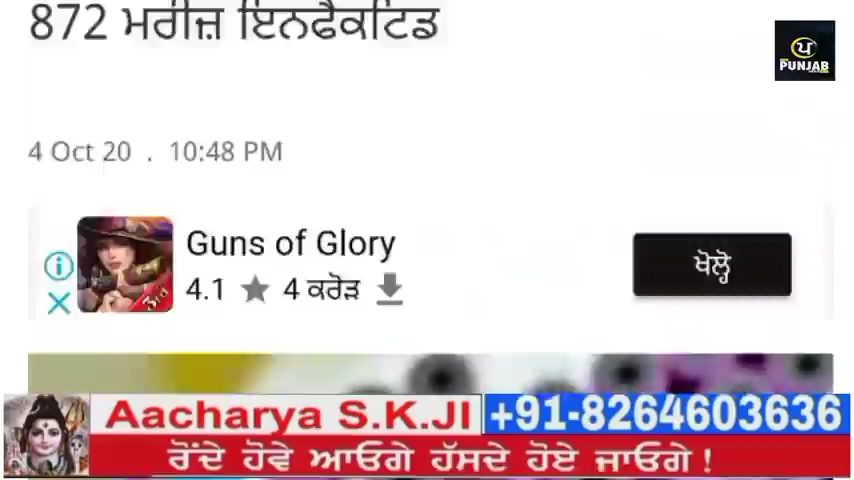 872 ਮਰੀਜ਼ ਇਨਫੈਕਟਿਡ
ਪ
PUNJAB
4 Oct 20 . 10:48 PM
Guns of Glory
4.1 ★ 4 ਕਰੋੜ
3rd
ਖੋਲ੍ਹੋ
Aacharya S.K.JI +91-8264603636
ਰੋਂਦੇ ਹੋਵੇ ਆਓਗੇ ਹੱਸਦੇ ਹੋਏ ਜਾਓਗੇ !